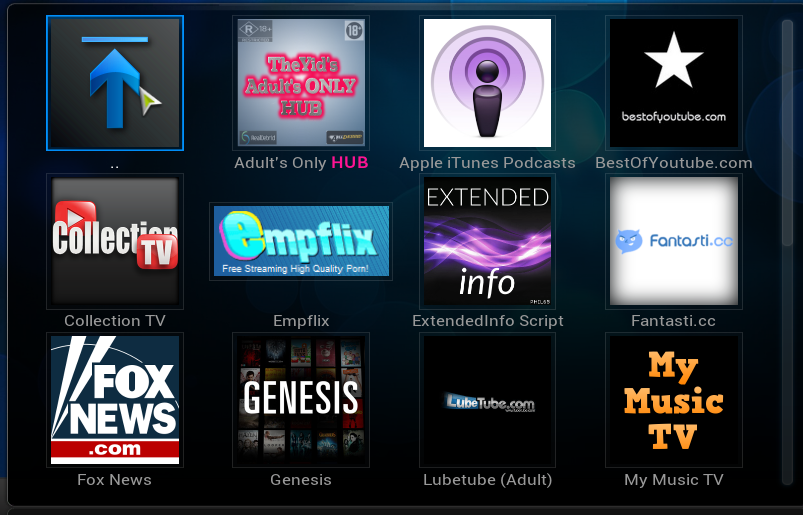 R 18+
18+
TheYid's
Adult's ONLY
HUB
RealDebrid
bestofyoutube.com
..
Adult's Only HUB
Apple iTunes Podcasts
BestOfYoutube.com
Collection
TV
Empflix
Free Streaming High Quality Porn!
EXTENDED
info
PHIL65
Fantasti.cc
Collection TV
Empflix
ExtendedInfo Script
Fantasti.cc
FOX
NEWS
.com
GENESIS
LubeTube.com
My
Music
TV
Fox News
Genesis
Lubetube (Adult)
My Music TV